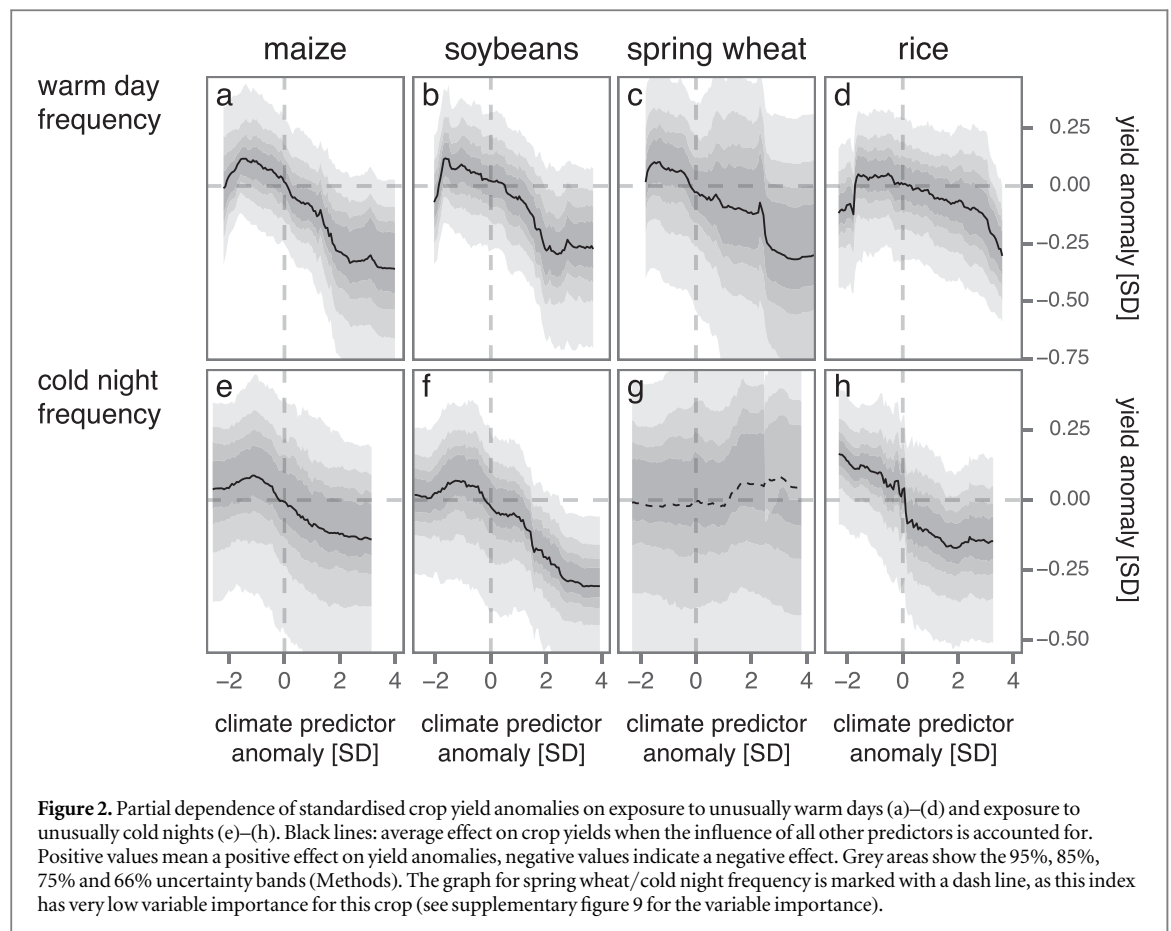 maize soybeans spring wheat rice
warm day
frequency
a b c d
0.25
0.00
−0.25
−0.50
−0.75
yield anomaly [SD]
cold night
frequency
e f g h
0.25
0.00
−0.25
−0.50
yield anomaly [SD]
−2 0 2 4 −2 0 2 4 −2 0 2 4 −2 0 2 4
climate predictor climate predictor climate predictor climate predictor
anomaly [SD] anomaly [SD] anomaly [SD] anomaly [SD]
Figure 2. Partial dependence of standardised crop yield anomalies on exposure to unusually warm days (a)–(d) and exposure to
unusually cold nights (e)–(h). Black lines: average effect on crop yields when the influence of all other predictors is accounted for.
Positive values mean a positive effect on yield anomalies, negative values indicate a negative effect. Grey areas show the 95%, 85%,
75% and 66% uncertainty bands (Methods). The graph for spring wheat/cold night frequency is marked with a dash line, as this index
has very low variable importance for this crop (see supplementary figure 9 for the variable importance).